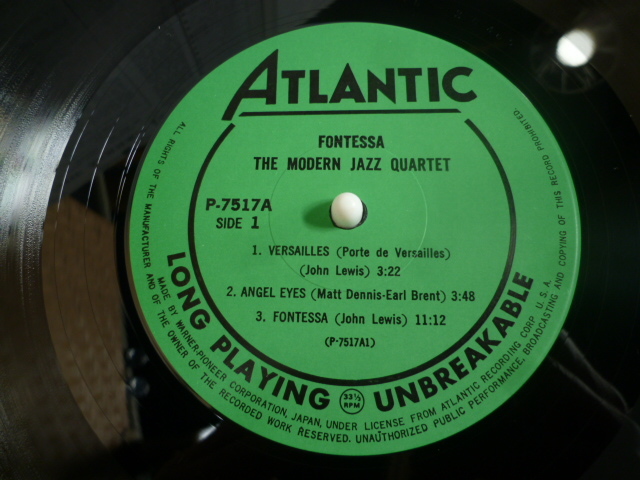 ATLANTIC
FONTESSA
THE MODERN JAZZ QUARTET
P-7517A
SIDE 1
1. VERSAILLES (Porte de Versailles)
(John Lewis) 3:22
2. ANGEL EYES (Matt Dennis-Earl Brent) 3:48
3. FONTESSA (John Lewis) 11:12
(P-7517A1)
LONG PLAYING 33⅓ RPM UNBREAKABLE
ALL RIGHTS OF THE MANUFACTURER AND OF THE OWNER OF THE RECORDED WORK RESERVED. UNAUTHORIZED PUBLIC PERFORMANCE, BROADCASTING AND COPYING OF THIS RECORD PROHIBITED.
MADE BY WARNER-PIONEER CORPORATION, JAPAN, UNDER LICENSE FROM ATLANTIC RECORDING CORP. U.S.A.